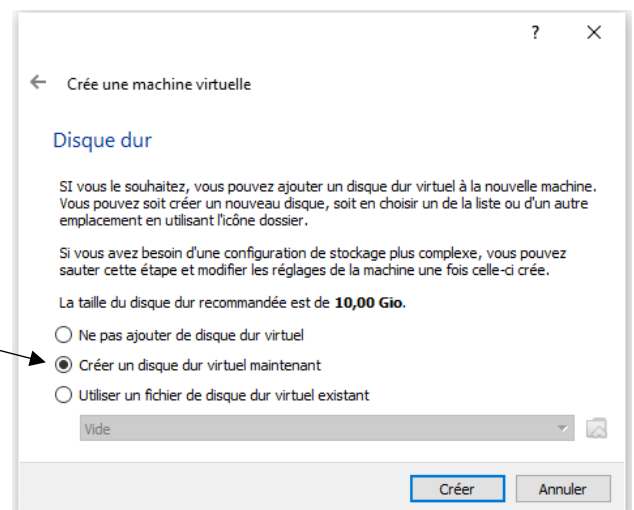 ?
Crée une machine virtuelle
Disque dur
SI vous le souhaitez, vous pouvez ajouter un disque dur virtuel à la nouvelle machine.
Vous pouvez soit créer un nouveau disque, soit en choisir un de la liste ou d'un autre
emplacement en utilisant l'icône dossier.
Si vous avez besoin d'une configuration de stockage plus complexe, vous pouvez
sauter cette étape et modifier les réglages de la machine une fois celle-ci crée.
La taille du disque dur recommandée est de 10,00 Gio.
Ne pas ajouter de disque dur virtuel
Créer un disque dur virtuel maintenant
Utiliser un fichier de disque dur virtuel existant
Vide
Créer Annuler